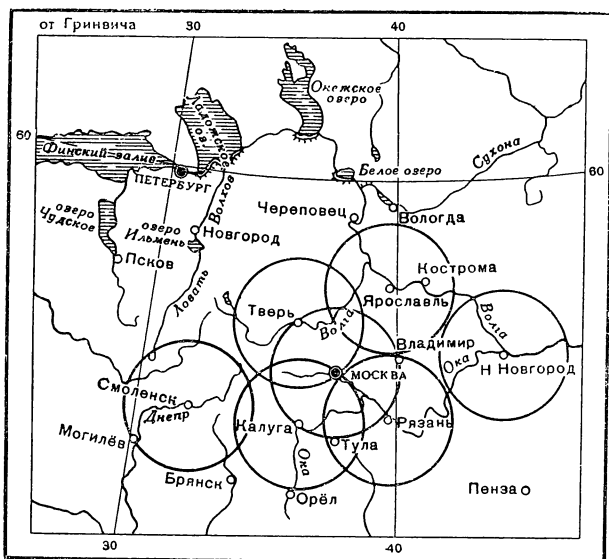 от Гринвича 30 40
Онежское
озеро
Ладожское
оз.
60
Финский залив
Белое озеро
Сухона
60
ПЕТЕРБУРГ
Волхов
озеро
Чудское
озеро
Ильмень
Новгород
Череповец
Вологда
Псков
Ловать
Кострома
Ярославль
Тверь
Волга
Волга
Владимир
Ока
Н Новгород
МОСКВА
Смоленск
Днепр
Калуга
Рязань
Могилёв
Тула
Ока
Брянск
Орёл
Пенза
30 40